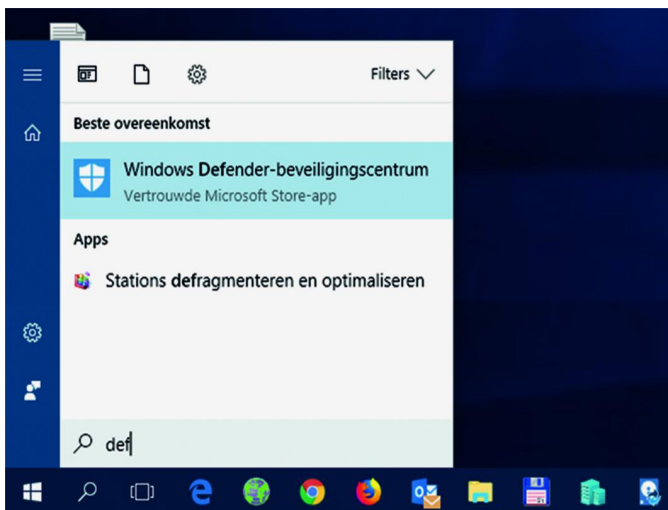 Filters
Beste overeenkomst
Windows Defender-beveiligingscentrum
Vertrouwde Microsoft Store-app
Apps
Stations defragmenteren en optimaliseren
def